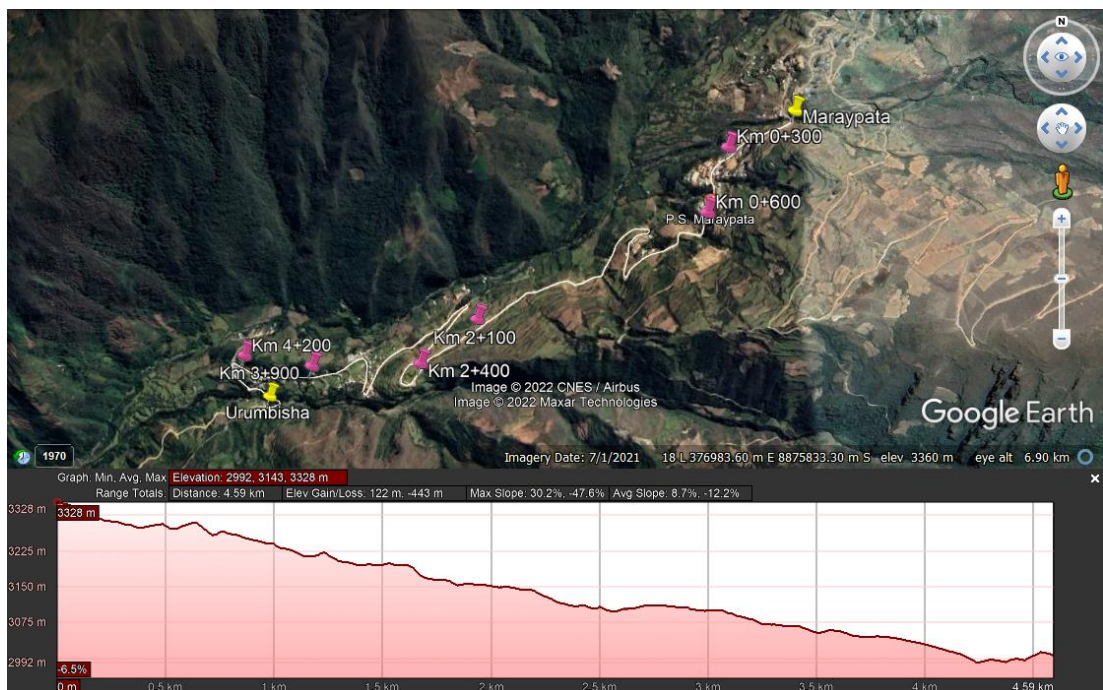 N
Maraypata
Km 0+300
Km 0+600
P.S. Maraypata
Km 2+100
Km 4+200
Km 3+900
Km 2+400
Urumbisha
Image © 2022 CNES / Airbus
Image © 2022 Maxar Technologies
Google Earth
1970
Imagery Date: 7/1/2021 18 L 376983.60 m E 8875833.30 m S elev 3360 m eye alt 6.90 km
Graph: Min, Avg, Max Elevation: 2992, 3143, 3328 m
Range Totals: Distance: 4.59 km Elev Gain/Loss: 122 m, -443 m Max Slope: 30.2%, -47.6% Avg Slope: 8.7%, -12.2%
3328 m
3328 m
3225 m
3150 m
3075 m
2992 m
-6.5%
0 m 0.5 km 1 km 1.5 km 2 km 2.5 km 3 km 3.5 km 4 km 4.59 km